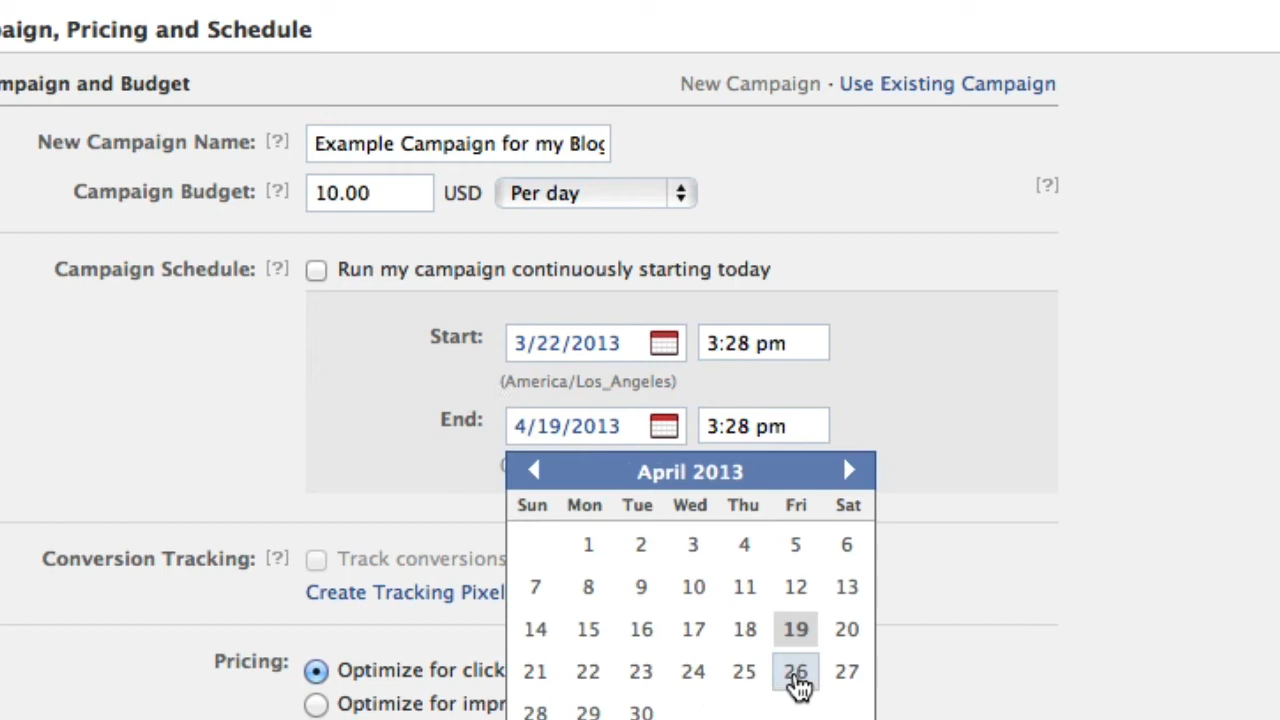 aign, Pricing and Schedule
mpaign and Budget
New Campaign · Use Existing Campaign
New Campaign Name: [?] Example Campaign for my Blog
Campaign Budget: [?] 10.00 USD Per day [?]
Campaign Schedule: [?] Run my campaign continuously starting today
Start: 3/22/2013 3:28 pm
(America/Los_Angeles)
End: 4/19/2013 3:28 pm
(
April 2013
Sun Mon Tue Wed Thu Fri Sat
1 2 3 4 5 6
7 8 9 10 11 12 13
14 15 16 17 18 19 20
21 22 23 24 25 26 27
28 29 30
Conversion Tracking: [?] Track conversions
Create Tracking Pixel
Pricing: Optimize for click
Optimize for impr